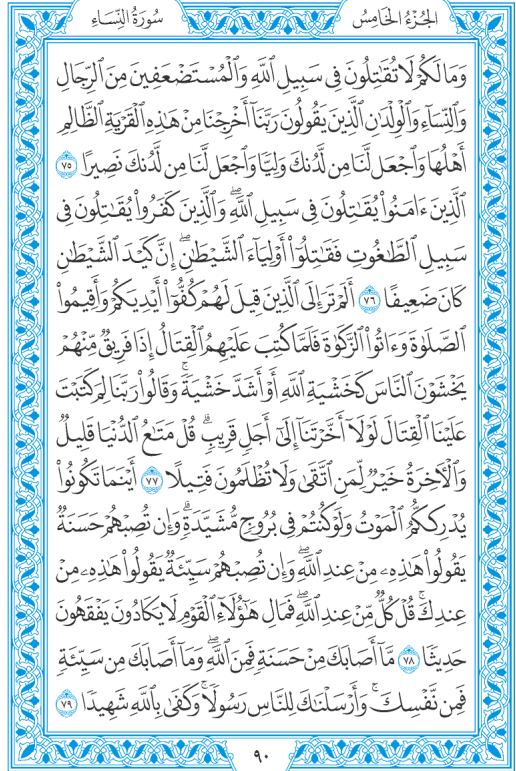 الجُزْءُ الخَامِسُ
سُورَةُ النِّسَاءِ
وَمَا لَكُمْ لَا تُقَٰتِلُونَ فِى سَبِيلِ ٱللَّهِ وَٱلْمُسْتَضْعَفِينَ مِنَ ٱلرِّجَالِ
وَٱلنِّسَآءِ وَٱلْوِلْدَٰنِ ٱلَّذِينَ يَقُولُونَ رَبَّنَآ أَخْرِجْنَا مِنْ هَٰذِهِ ٱلْقَرْيَةِ ٱلظَّالِمِ
أَهْلُهَا وَٱجْعَل لَّنَا مِن لَّدُنكَ وَلِيًّا وَٱجْعَل لَّنَا مِن لَّدُنكَ نَصِيرًا ٧٥
ٱلَّذِينَ ءَامَنُوا۟ يُقَٰتِلُونَ فِى سَبِيلِ ٱللَّهِ ۖ وَٱلَّذِينَ كَفَرُوا۟ يُقَٰتِلُونَ فِى
سَبِيلِ ٱلطَّٰغُوتِ فَقَٰتِلُوٓا۟ أَوْلِيَآءَ ٱلشَّيْطَٰنِ ۖ إِنَّ كَيْدَ ٱلشَّيْطَٰنِ
كَانَ ضَعِيفًا ٧٦ أَلَمْ تَرَ إِلَى ٱلَّذِينَ قِيلَ لَهُمْ كُفُّوٓا۟ أَيْدِيَكُمْ وَأَقِيمُوا۟
ٱلصَّلَوٰةَ وَءَاتُوا۟ ٱلزَّكَوٰةَ فَلَمَّا كُتِبَ عَلَيْهِمُ ٱلْقِتَالُ إِذَا فَرِيقٌ مِّنْهُمْ
يَخْشَوْنَ ٱلنَّاسَ كَخَشْيَةِ ٱللَّهِ أَوْ أَشَدَّ خَشْيَةً ۚ وَقَالُوا۟ رَبَّنَا لِمَ كَتَبْتَ
عَلَيْنَا ٱلْقِتَالَ لَوْلَآ أَخَّرْتَنَآ إِلَىٰٓ أَجَلٍ قَرِيبٍ ۗ قُلْ مَتَٰعُ ٱلدُّنْيَا قَلِيلٌ
وَٱلْءَاخِرَةُ خَيْرٌ لِّمَنِ ٱتَّقَىٰ وَلَا تُظْلَمُونَ فَتِيلًا ٧٧ أَيْنَمَا تَكُونُوا۟
يُدْرِككُّمُ ٱلْمَوْتُ وَلَوْ كُنتُمْ فِى بُرُوجٍ مُّشَيَّدَةٍ ۗ وَإِن تُصِبْهُمْ حَسَنَةٌ
يَقُولُوا۟ هَٰذِهِۦ مِنْ عِندِ ٱللَّهِ ۖ وَإِن تُصِبْهُمْ سَيِّئَةٌ يَقُولُوا۟ هَٰذِهِۦ مِنْ
عِندِكَ ۚ قُلْ كُلٌّ مِّنْ عِندِ ٱللَّهِ ۖ فَمَالِ هَٰٓؤُلَآءِ ٱلْقَوْمِ لَا يَكَادُونَ يَفْقَهُونَ
حَدِيثًا ٧٨ مَّآ أَصَابَكَ مِنْ حَسَنَةٍ فَمِنَ ٱللَّهِ ۖ وَمَآ أَصَابَكَ مِن سَيِّئَةٍ
فَمِن نَّفْسِكَ ۚ وَأَرْسَلْنَٰكَ لِلنَّاسِ رَسُولًا ۚ وَكَفَىٰ بِٱللَّهِ شَهِيدًا ٧٩
٩٠